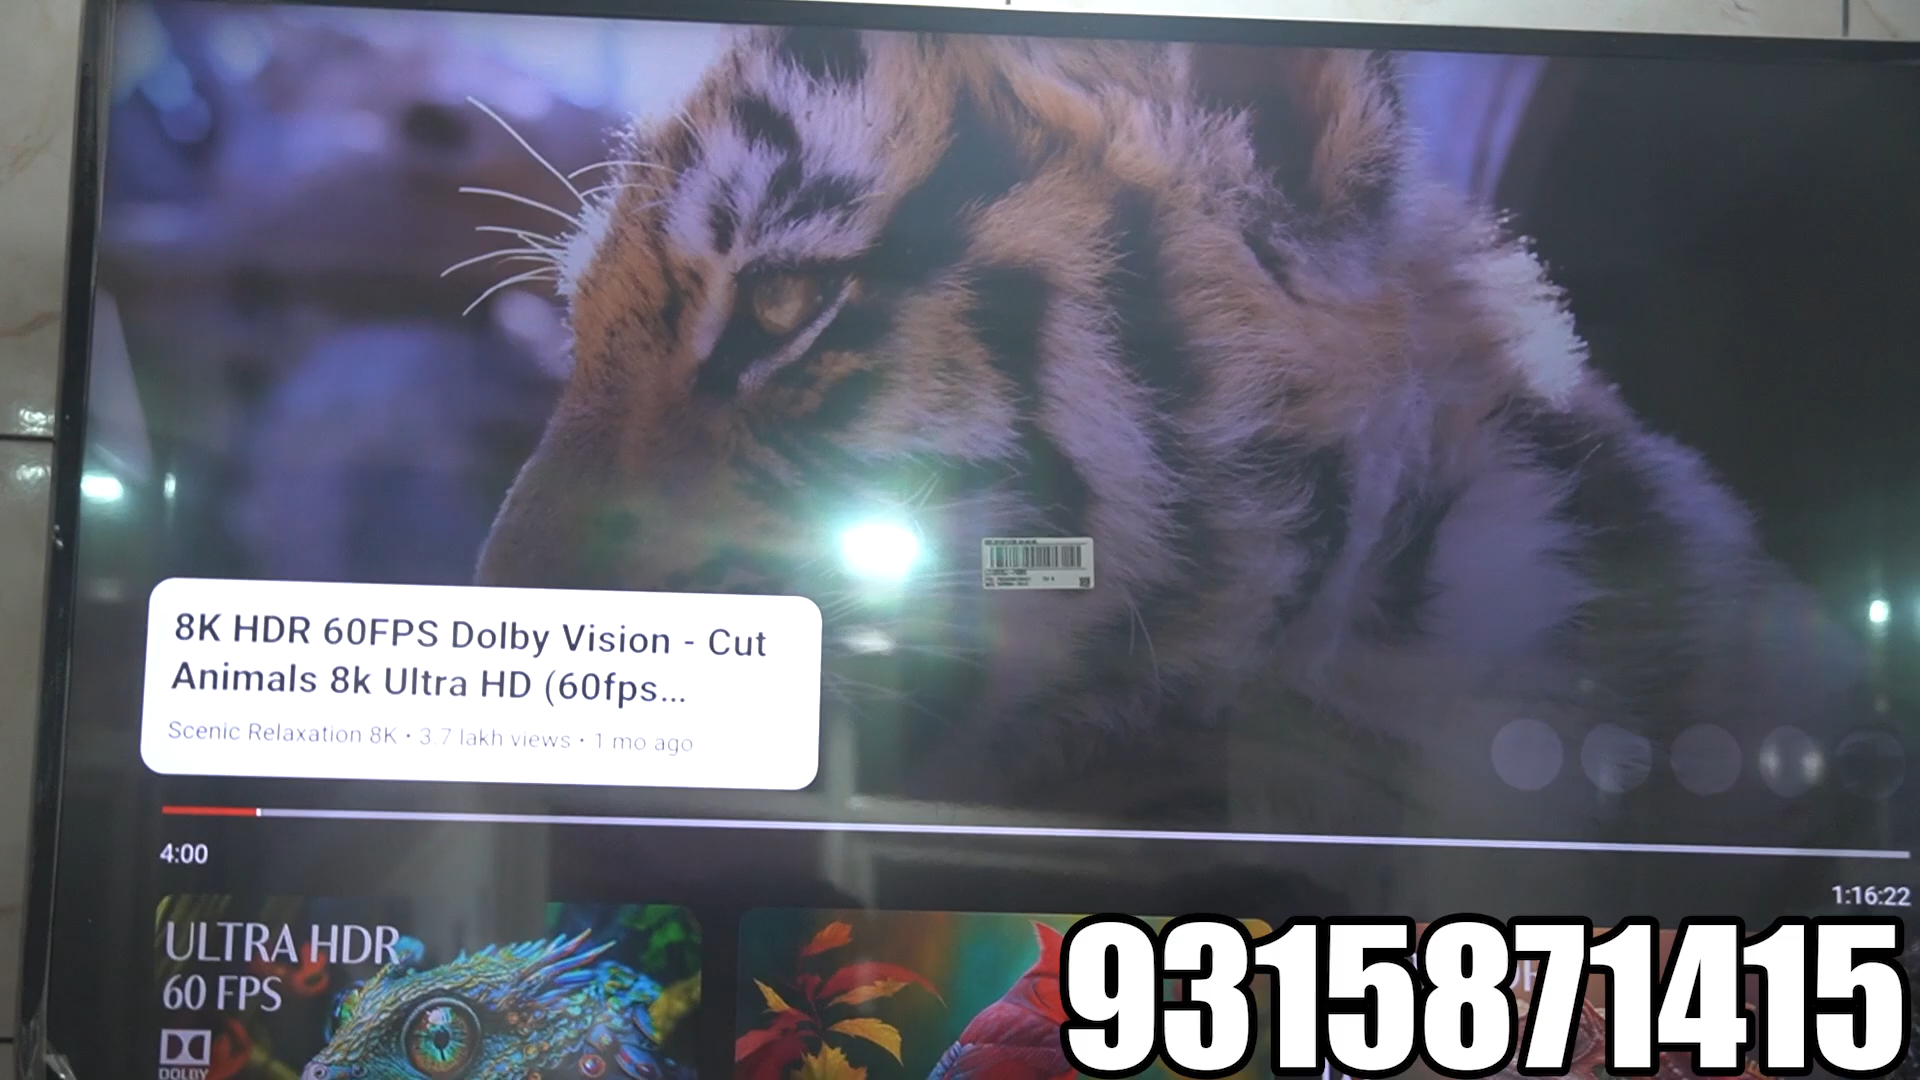 8K HDR 60FPS Dolby Vision - Cut
Animals 8k Ultra HD (60fps...
Scenic Relaxation 8K • 3.7 lakh views • 1 mo ago
4:00
1:16:22
ULTRA HDR
60 FPS
DOLBY
9315871415